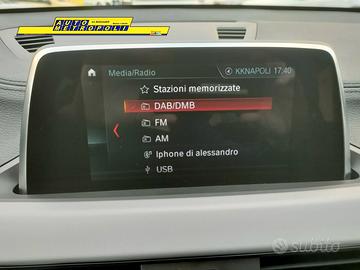 AUTO
METROPOLI
Media/Radio
KKNAPOLI 17:40
Stazioni memorizzate
DAB/DMB
FM
AM
Iphone di alessandro
USB
subito